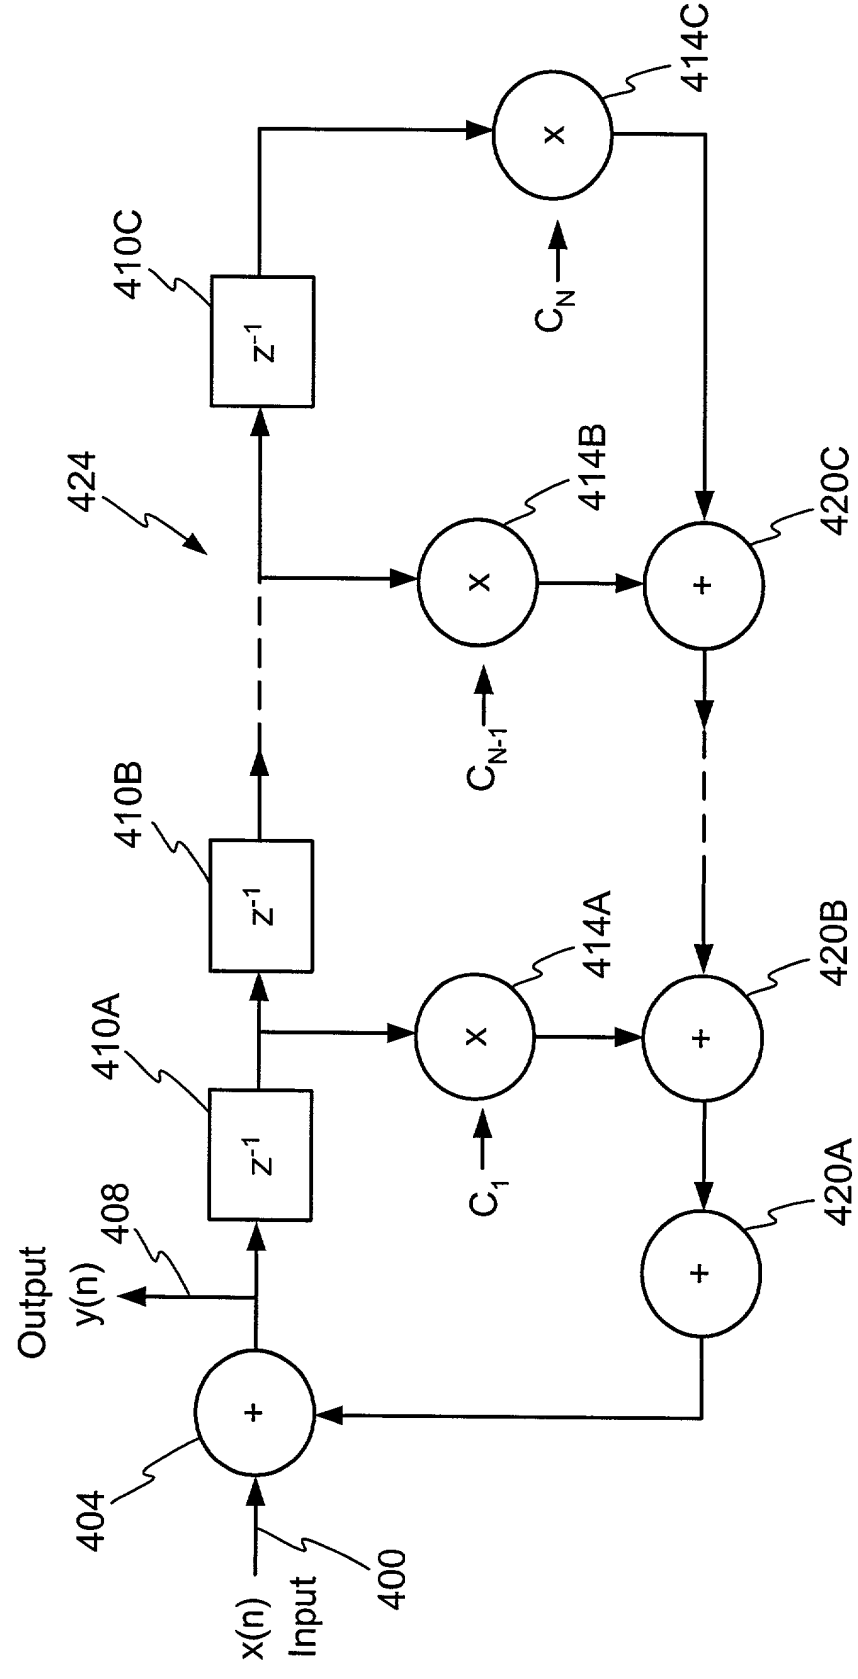 x(n)
Input
400
404
+
Output
y(n)
408
410A
z⁻¹
410B
z⁻¹
424
410C
z⁻¹
C₁
x
414A
C_N-1
x
414B
C_N
x
414C
+
420A
+
420B
+
420C